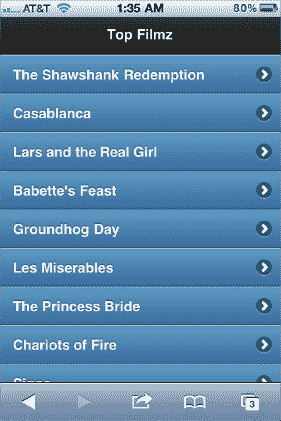 AT&T 1:35 AM 80%
Top Filmz
The Shawshank Redemption
Casablanca
Lars and the Real Girl
Babette's Feast
Groundhog Day
Les Miserables
The Princess Bride
Chariots of Fire
Signs
3